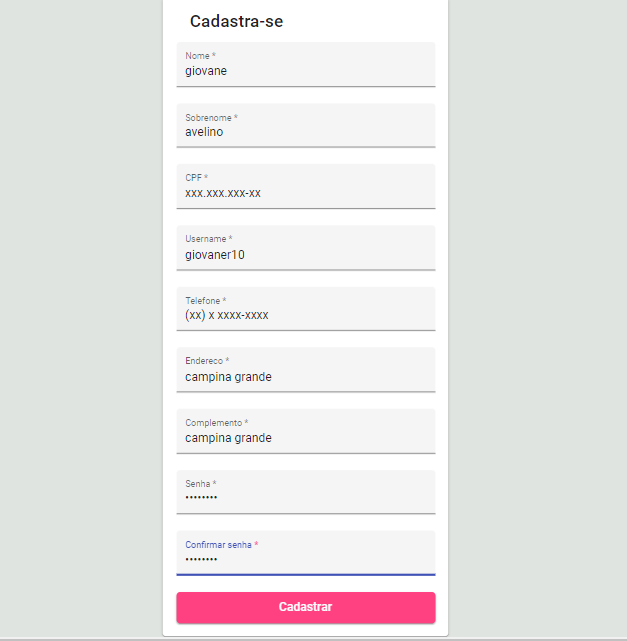 Cadastra-se
Nome *
giovane
Sobrenome *
avelino
CPF *
xxx.xxx.xxx-xx
Username *
giovaner10
Telefone *
(xx) x xxxx-xxxx
Endereco *
campina grande
Complemento *
campina grande
Senha *
••••••••
Confirmar senha *
••••••••
Cadastrar